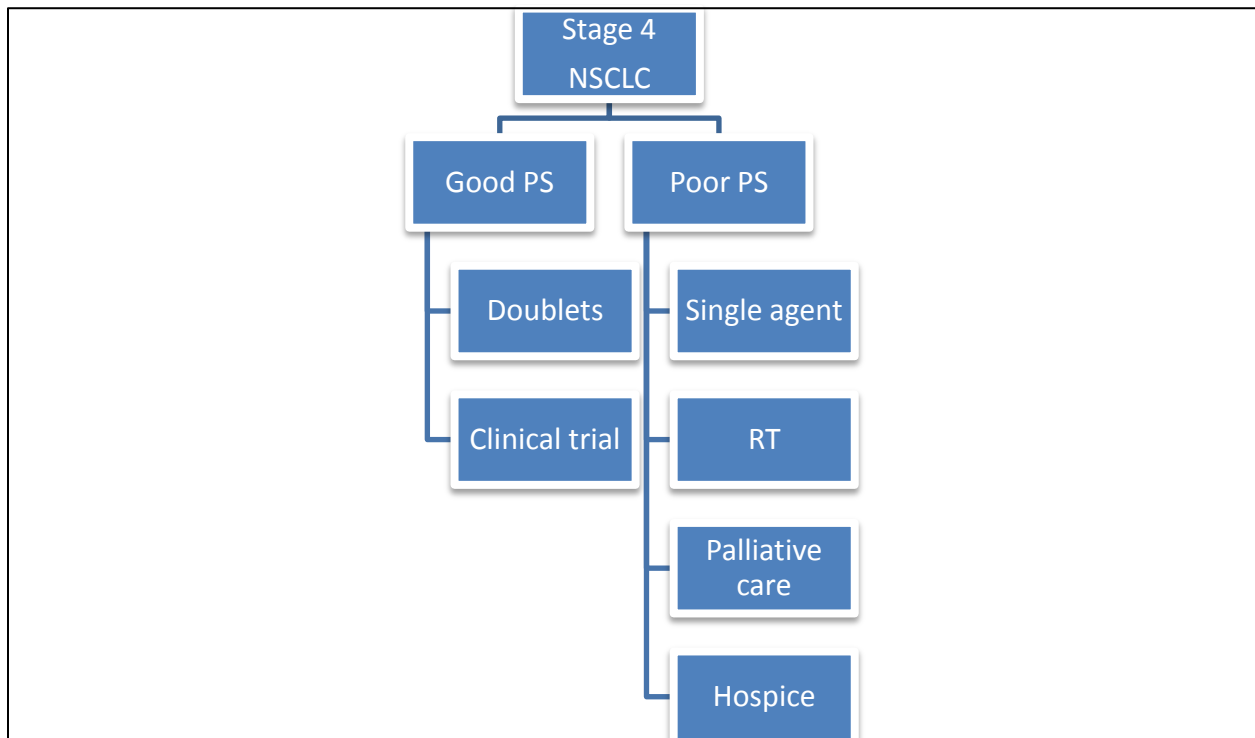 Stage 4
NSCLC
Good PS
Poor PS
Doublets
Single agent
Clinical trial
RT
Palliative
care
Hospice